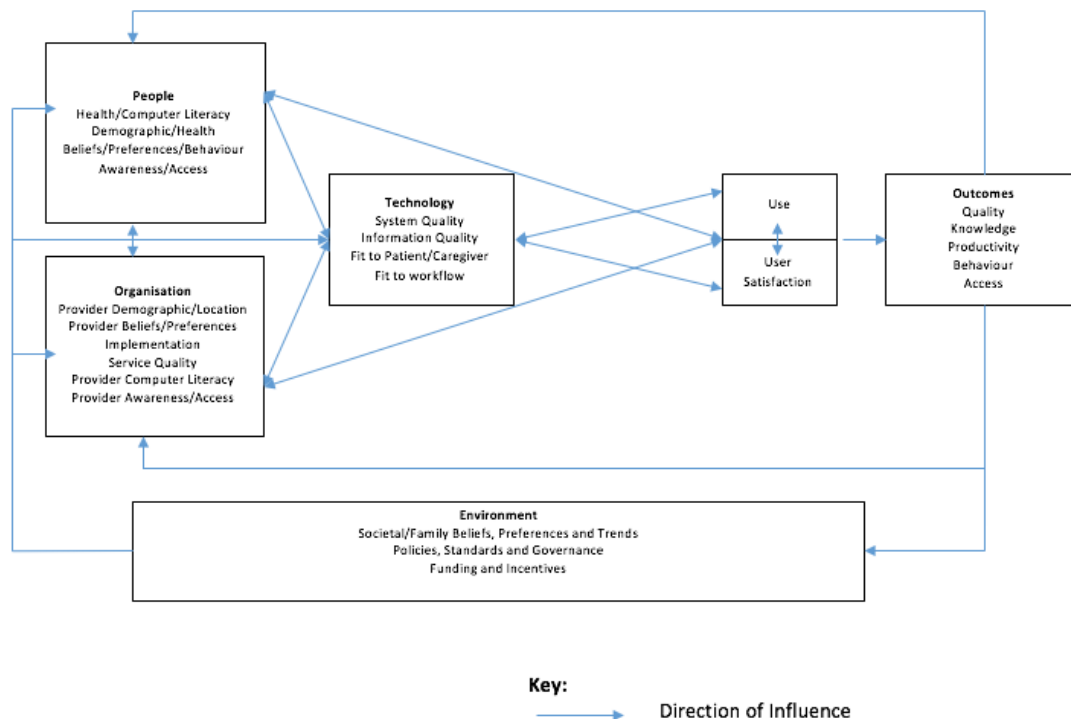 People
Health/Computer Literacy
Demographic/Health
Beliefs/Preferences/Behaviour
Awareness/Access
Organisation
Provider Demographic/Location
Provider Beliefs/Preferences
Implementation
Service Quality
Provider Computer Literacy
Provider Awareness/Access
Technology
System Quality
Information Quality
Fit to Patient/Caregiver
Fit to workflow
Use
User
Satisfaction
Outcomes
Quality
Knowledge
Productivity
Behaviour
Access
Environment
Societal/Family Beliefs, Preferences and Trends
Policies, Standards and Governance
Funding and Incentives
Key:
Direction of Influence